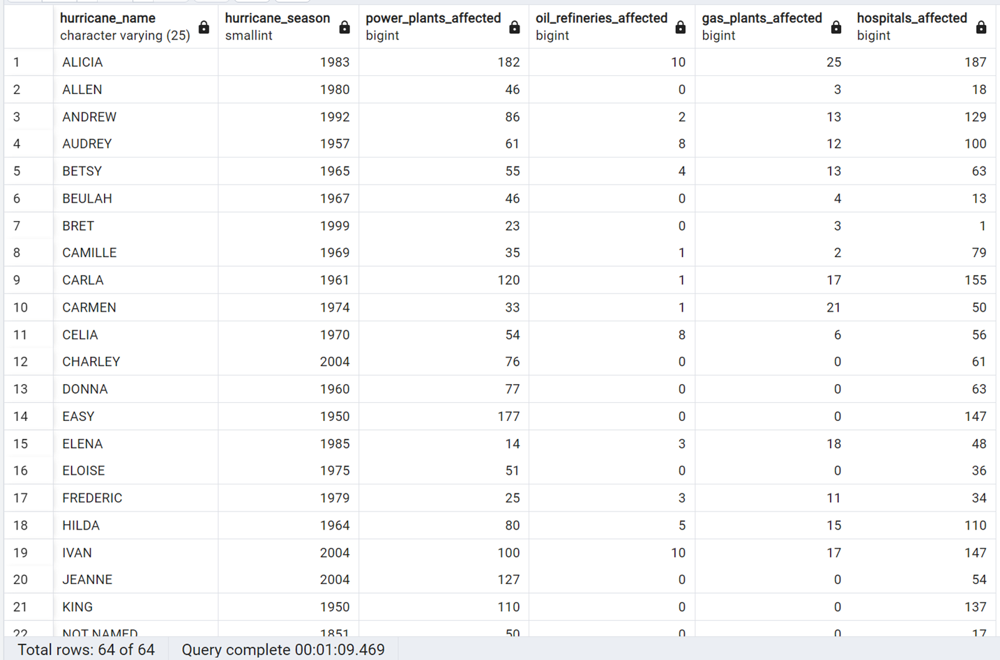 hurricane_name hurricane_season power_plants_affected oil_refineries_affected gas_plants_affected hospitals_affected
character varying (25) smallint bigint bigint bigint bigint
1 ALICIA 1983 182 10 25 187
2 ALLEN 1980 46 0 3 18
3 ANDREW 1992 86 2 13 129
4 AUDREY 1957 61 8 12 100
5 BETSY 1965 55 4 13 63
6 BEULAH 1967 46 0 4 13
7 BRET 1999 23 0 3 1
8 CAMILLE 1969 35 1 2 79
9 CARLA 1961 120 1 17 155
10 CARMEN 1974 33 1 21 50
11 CELIA 1970 54 8 6 56
12 CHARLEY 2004 76 0 0 61
13 DONNA 1960 77 0 0 63
14 EASY 1950 177 0 0 147
15 ELENA 1985 14 3 18 48
16 ELOISE 1975 51 0 0 36
17 FREDERIC 1979 25 3 11 34
18 HILDA 1964 80 5 15 110
19 IVAN 2004 100 10 17 147
20 JEANNE 2004 127 0 0 54
21 KING 1950 110 0 0 137
22 NOT NAMED 1851 50 0 0 17
Total rows: 64 of 64 Query complete 00:01:09.469